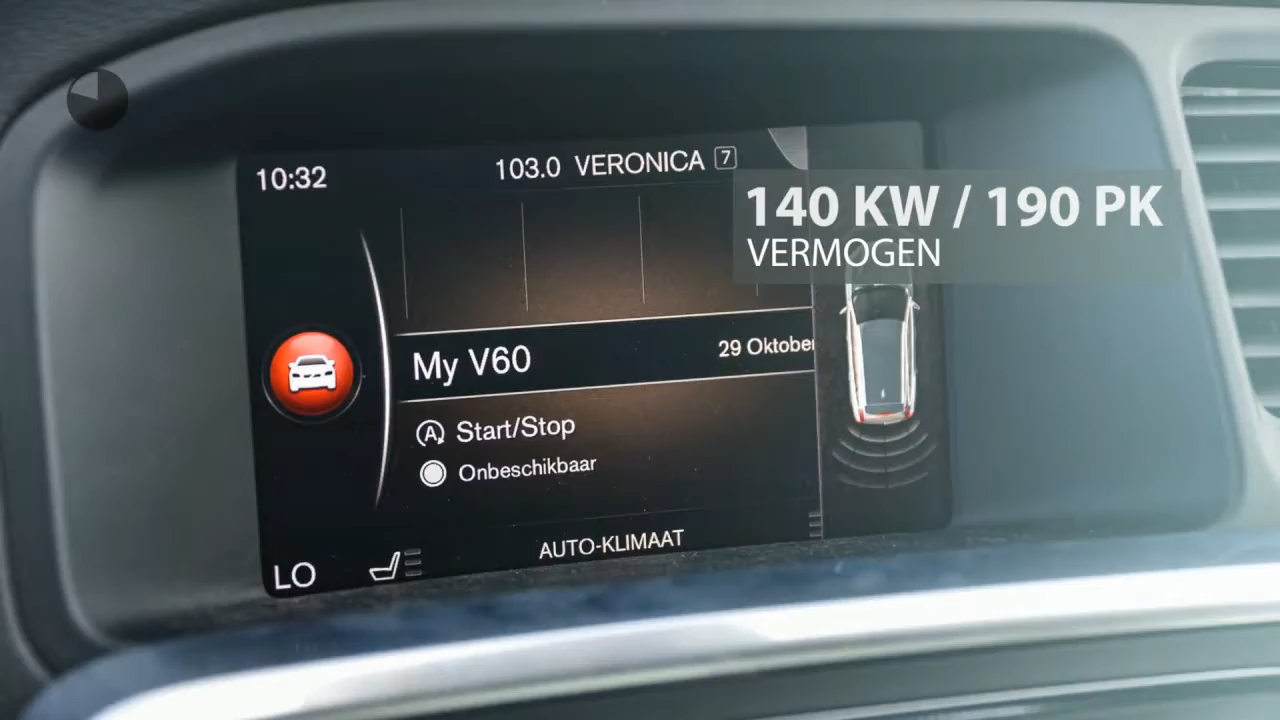 10:32
103.0 VERONICA 7
140 KW / 190 PK
VERMOGEN
My V60
29 Oktober
A Start/Stop
Onbeschikbaar
AUTO-KLIMAAT
LO